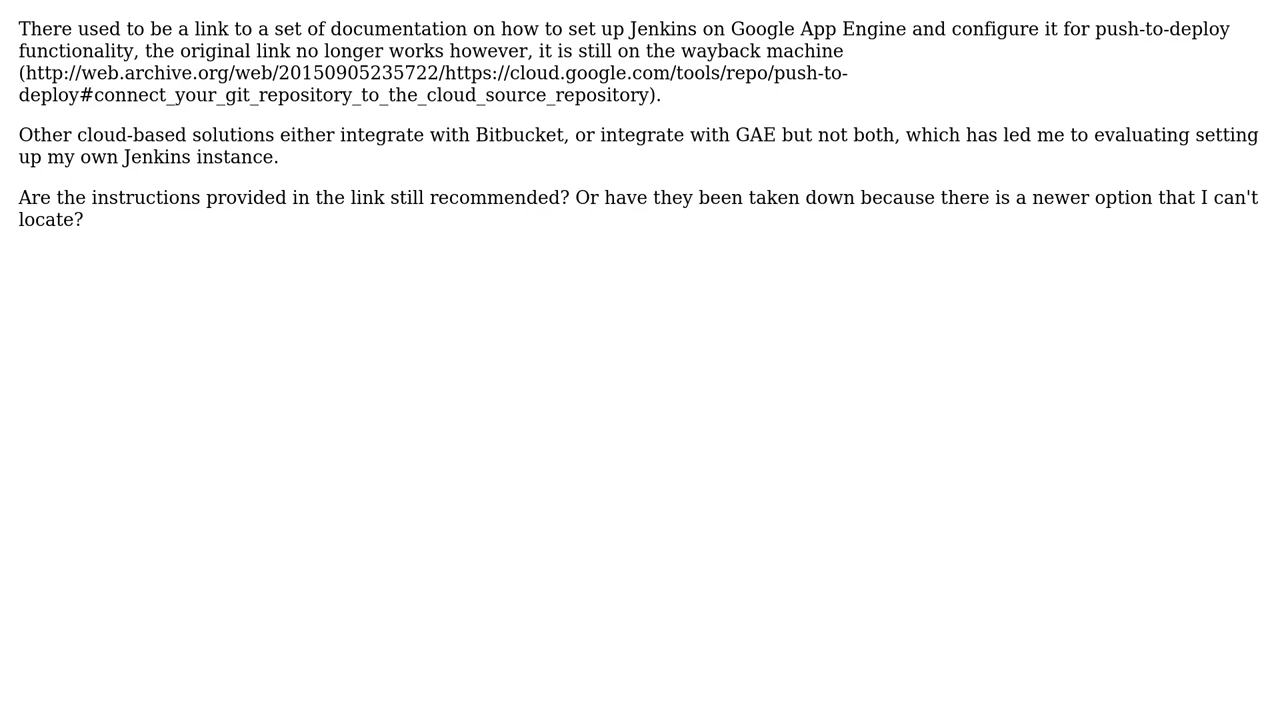 There used to be a link to a set of documentation on how to set up Jenkins on Google App Engine and configure it for push-to-deploy
functionality, the original link no longer works however, it is still on the wayback machine
(http://web.archive.org/web/20150905235722/https://cloud.google.com/tools/repo/push-to-
deploy#connect_your_git_repository_to_the_cloud_source_repository).
Other cloud-based solutions either integrate with Bitbucket, or integrate with GAE but not both, which has led me to evaluating setting
up my own Jenkins instance.
Are the instructions provided in the link still recommended? Or have they been taken down because there is a newer option that I can't
locate?